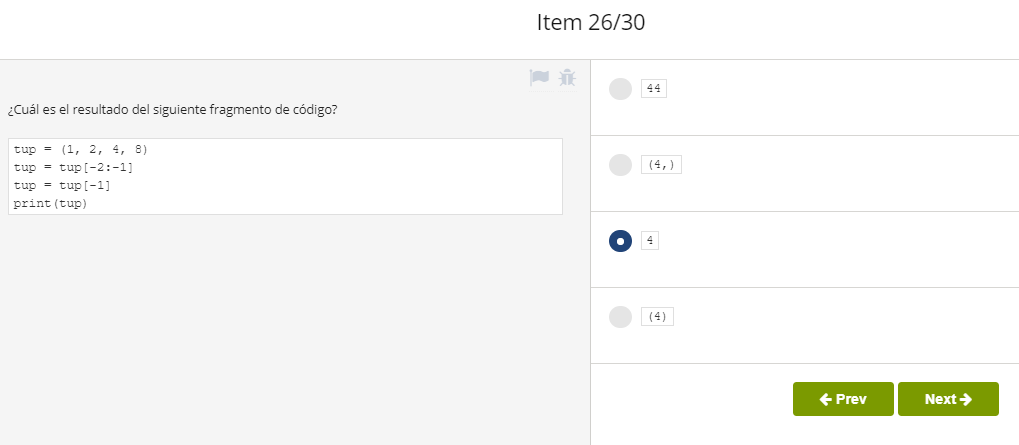 Item 26/30
¿Cuál es el resultado del siguiente fragmento de código?
tup = (1, 2, 4, 8)
tup = tup[-2:-1]
tup = tup[-1]
print(tup)
44
(4,)
4
(4)
Prev
Next